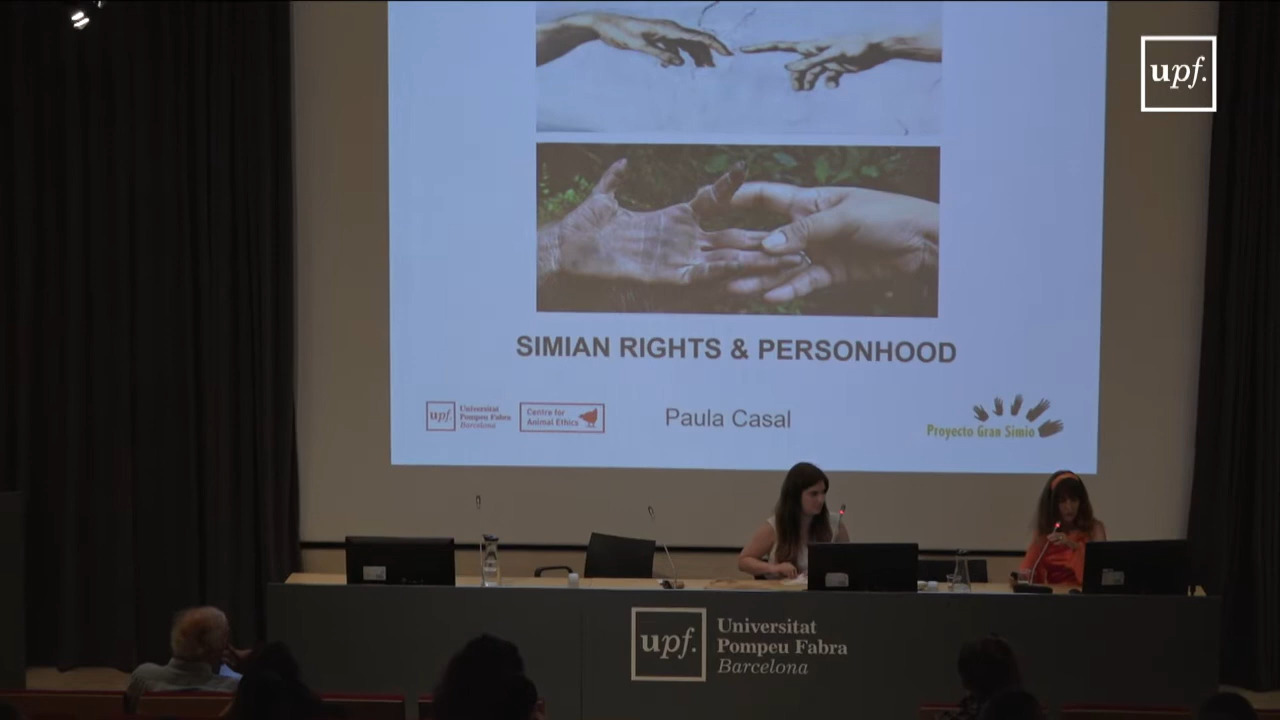 upf.
SIMIAN RIGHTS & PERSONHOOD
upf.
Universitat
Pompeu Fabra
Barcelona
Centre for
Animal Ethics
Paula Casal
Proyecto Gran Simio
upf.
Universitat
Pompeu Fabra
Barcelona